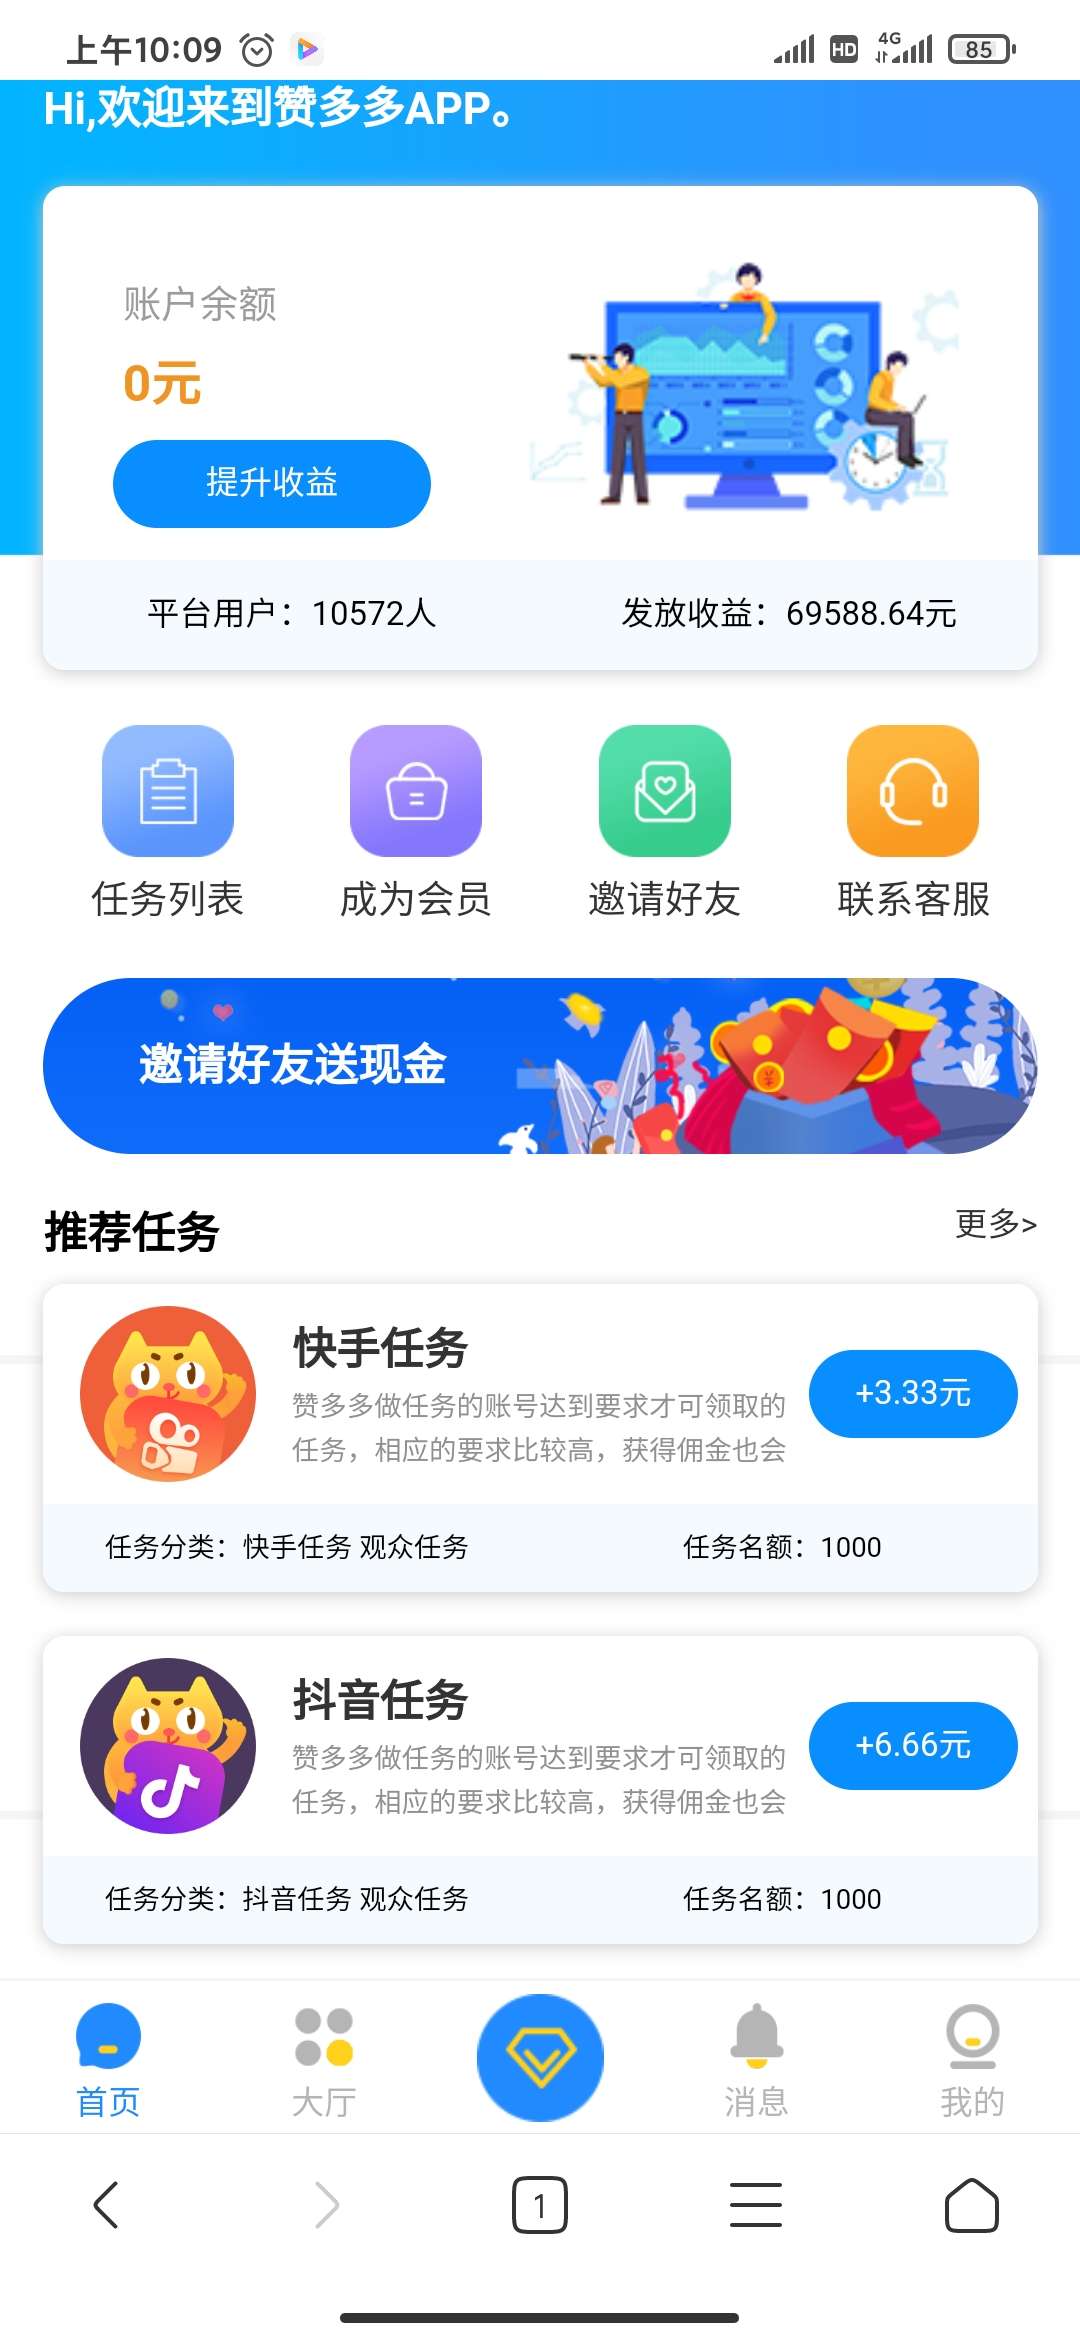 上午10:09
HD
4G
85
Hi,欢迎来到赞多多APP。
账户余额
0元
提升收益
平台用户：10572人
发放收益：69588.64元
任务列表
成为会员
邀请好友
联系客服
邀请好友送现金
推荐任务
更多>
快手任务
赞多多做任务的账号达到要求才可领取的
任务，相应的要求比较高，获得佣金也会
+3.33元
任务分类：快手任务 观众任务
任务名额：1000
抖音任务
赞多多做任务的账号达到要求才可领取的
任务，相应的要求比较高，获得佣金也会
+6.66元
任务分类：抖音任务 观众任务
任务名额：1000
首页
大厅
消息
我的
1